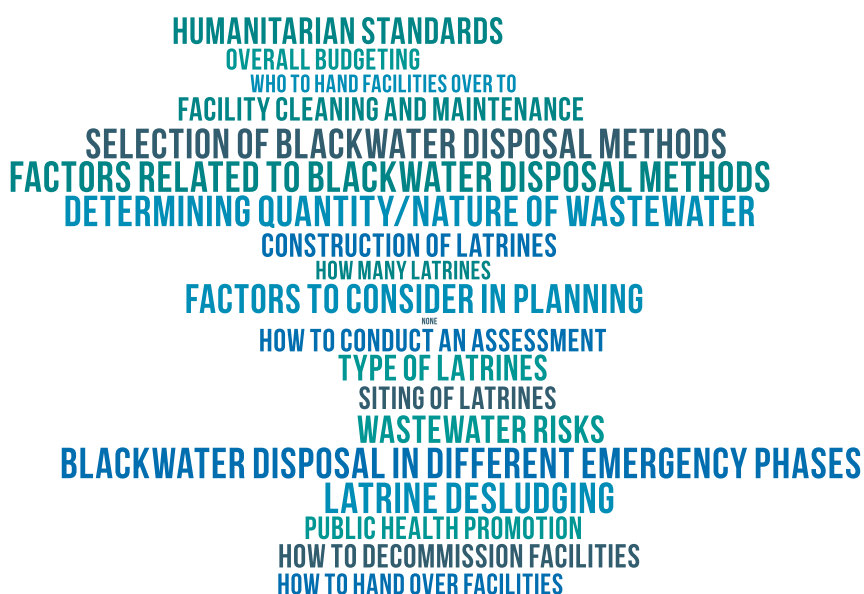 HUMANITARIAN STANDARDS
OVERALL BUDGETING
WHO TO HAND FACILITIES OVER TO
FACILITY CLEANING AND MAINTENANCE
SELECTION OF BLACKWATER DISPOSAL METHODS
FACTORS RELATED TO BLACKWATER DISPOSAL METHODS
DETERMINING QUANTITY/NATURE OF WASTEWATER
CONSTRUCTION OF LATRINES
HOW MANY LATRINES
FACTORS TO CONSIDER IN PLANNING
NONE
HOW TO CONDUCT AN ASSESSMENT
TYPE OF LATRINES
SITING OF LATRINES
WASTEWATER RISKS
BLACKWATER DISPOSAL IN DIFFERENT EMERGENCY PHASES
LATRINE DESLUDGING
PUBLIC HEALTH PROMOTION
HOW TO DECOMMISSION FACILITIES
HOW TO HAND OVER FACILITIES